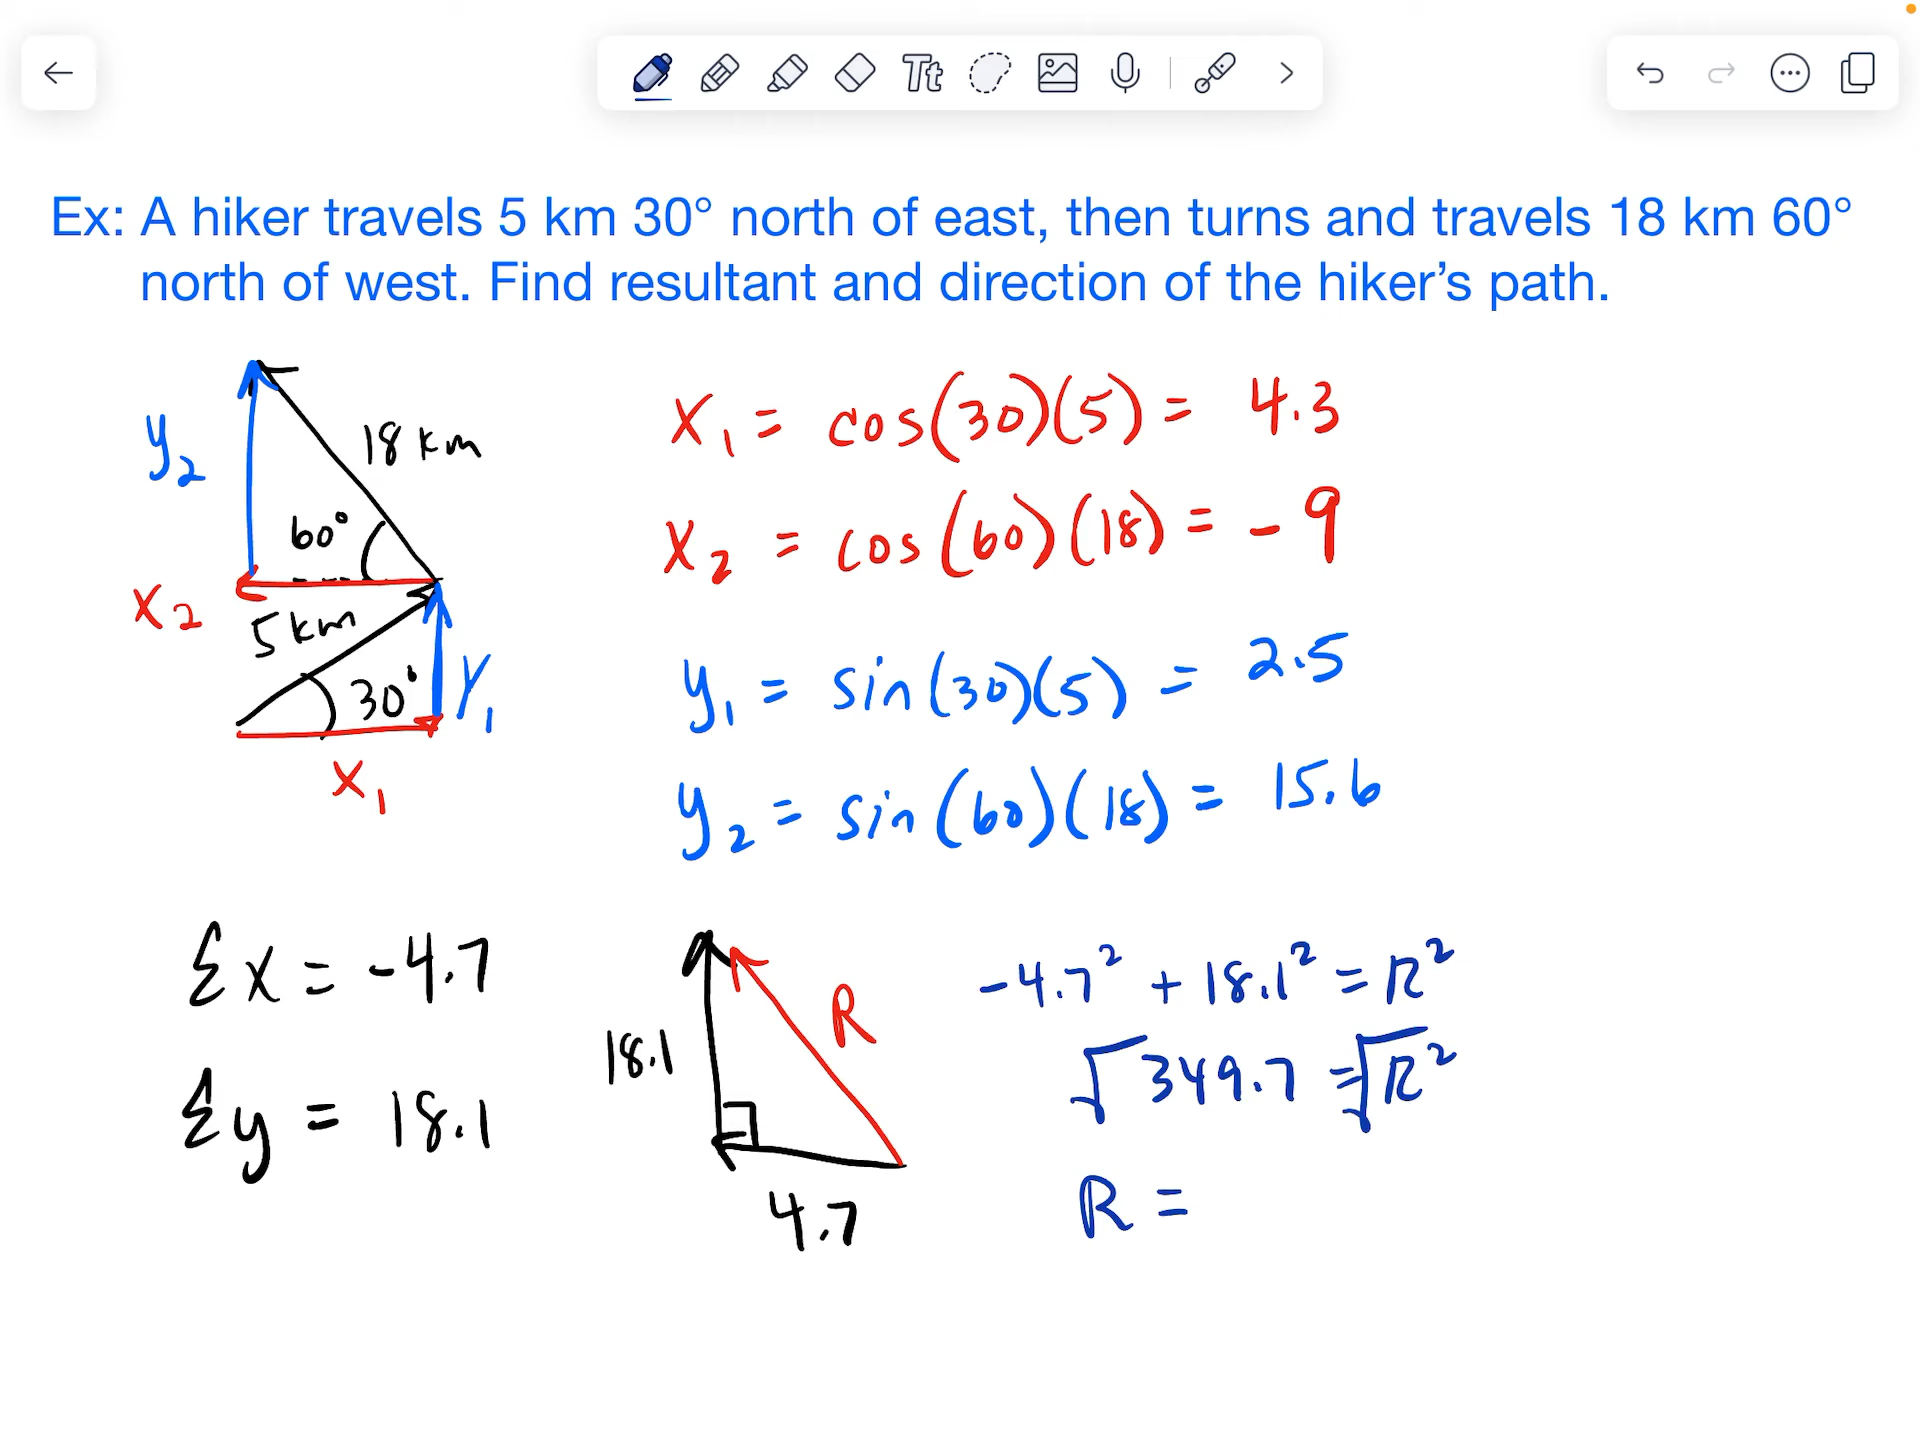 Tt
Ex: A hiker travels 5 km 30° north of east, then turns and travels 18 km 60°
north of west. Find resultant and direction of the hiker's path.
y₂
18 km
60°
x₂
5 km
30°
y₁
x₁
x₁ = cos(30)(5) = 4.3
x₂ = cos(60)(18) = -9
y₁ = sin(30)(5) = 2.5
y₂ = sin(60)(18) = 15.6
Σx = -4.7
Σy = 18.1
18.1
R
4.7
-4.7² + 18.1² = R²
√349.7 = √R²
R =